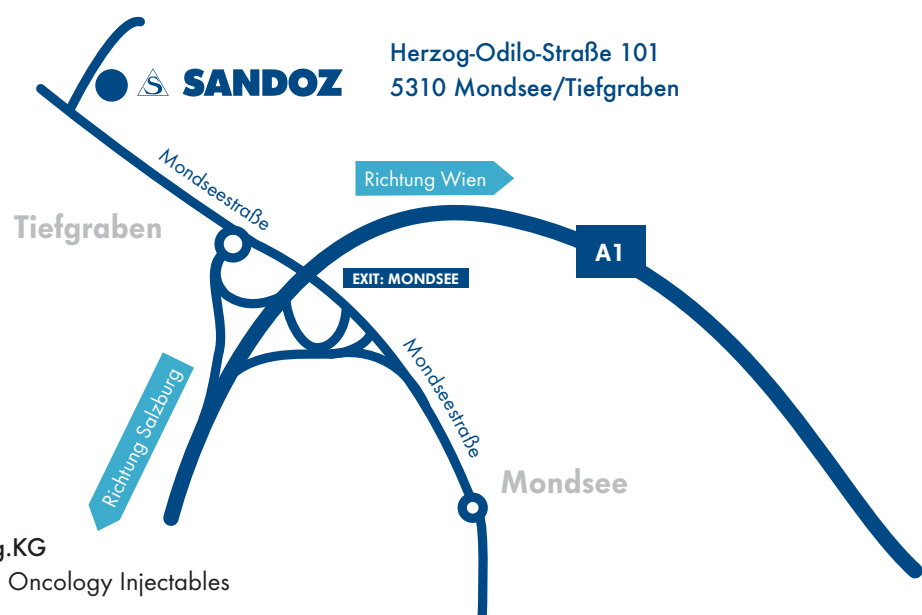 SANDOZ
Herzog-Odilo-Straße 101
5310 Mondsee/Tiefgraben
Mondseestraße
Richtung Wien
Tiefgraben
A1
EXIT: MONDSEE
Mondseestraße
Richtung Salzburg
Mondsee
g.KG
Oncology Injectables